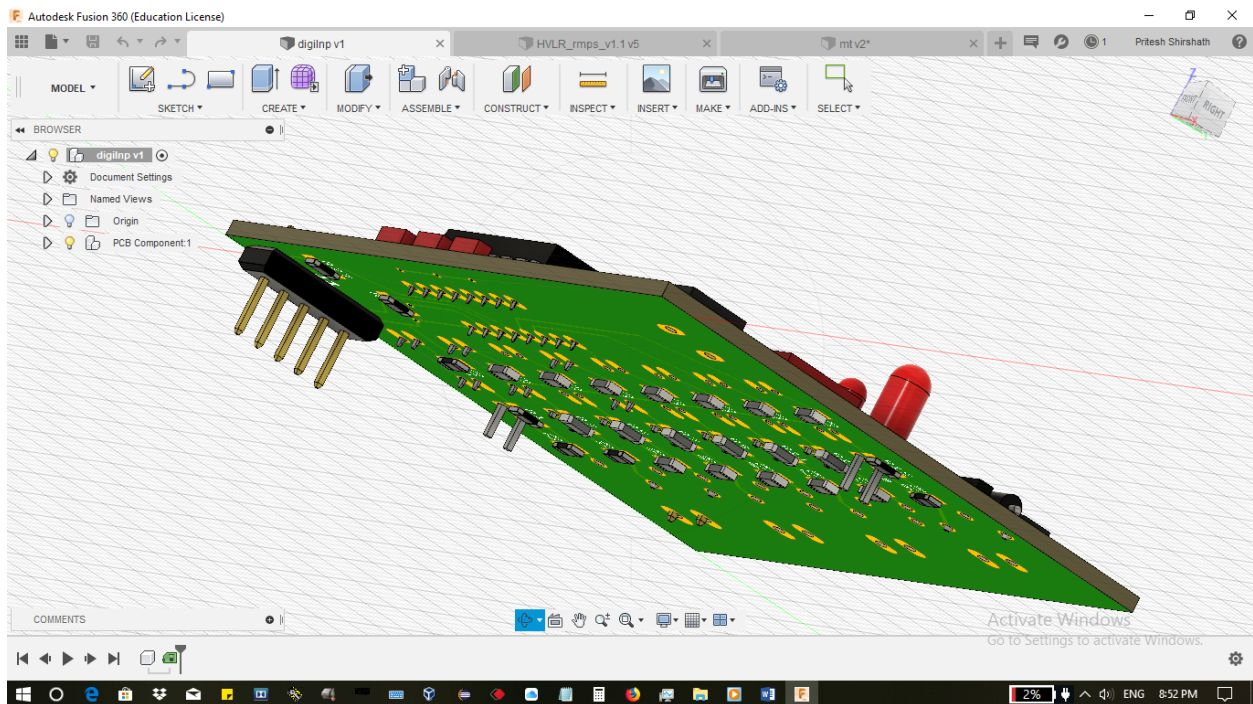 Autodesk Fusion 360 (Education License)
digiInp v1
HVLR_rmps_v1.1 v5
mt v2*
1
Pritesh Shirshath
MODEL
SKETCH
CREATE
MODIFY
ASSEMBLE
CONSTRUCT
INSPECT
INSERT
MAKE
ADD-INS
SELECT
RIGHT
Z
BROWSER
digiInp v1
Document Settings
Named Views
Origin
PCB Component:1
COMMENTS
Activate Windows
Go to Settings to activate Windows.
2%
ENG
8:52 PM